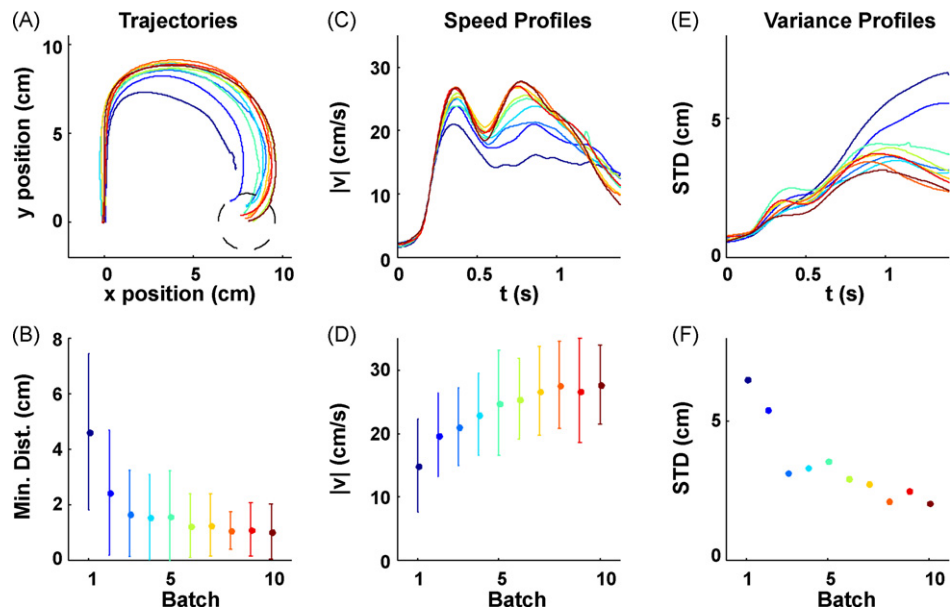 (A) Trajectories
10
5
0
y position (cm)
0 5 10
x position (cm)
(C) Speed Profiles
30
20
10
0
|v| (cm/s)
0 0.5 1
t (s)
(E) Variance Profiles
5
0
STD (cm)
0 0.5 1
t (s)
(B)
8
6
4
2
0
Min. Dist. (cm)
1 5 10
Batch
(D)
30
20
10
0
|v| (cm/s)
1 5 10
Batch
(F)
5
0
STD (cm)
1 5 10
Batch